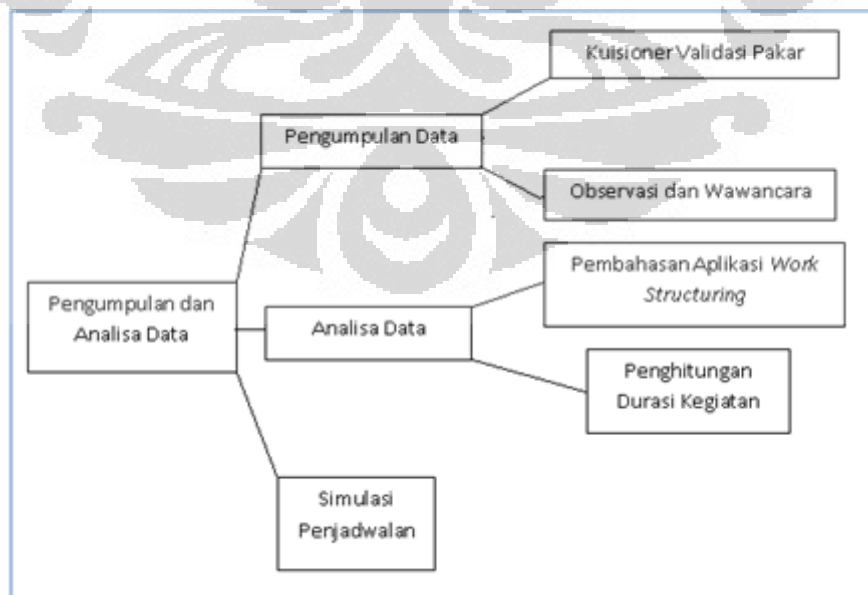 Kuisioner Validasi Pakar
Pengumpulan Data
Observasi dan Wawancara
Pengumpulan dan
Analisa Data
Analisa Data
Pembahasan Aplikasi Work
Structuring
Penghitungan
Durasi Kegiatan
Simulasi
Penjadwalan